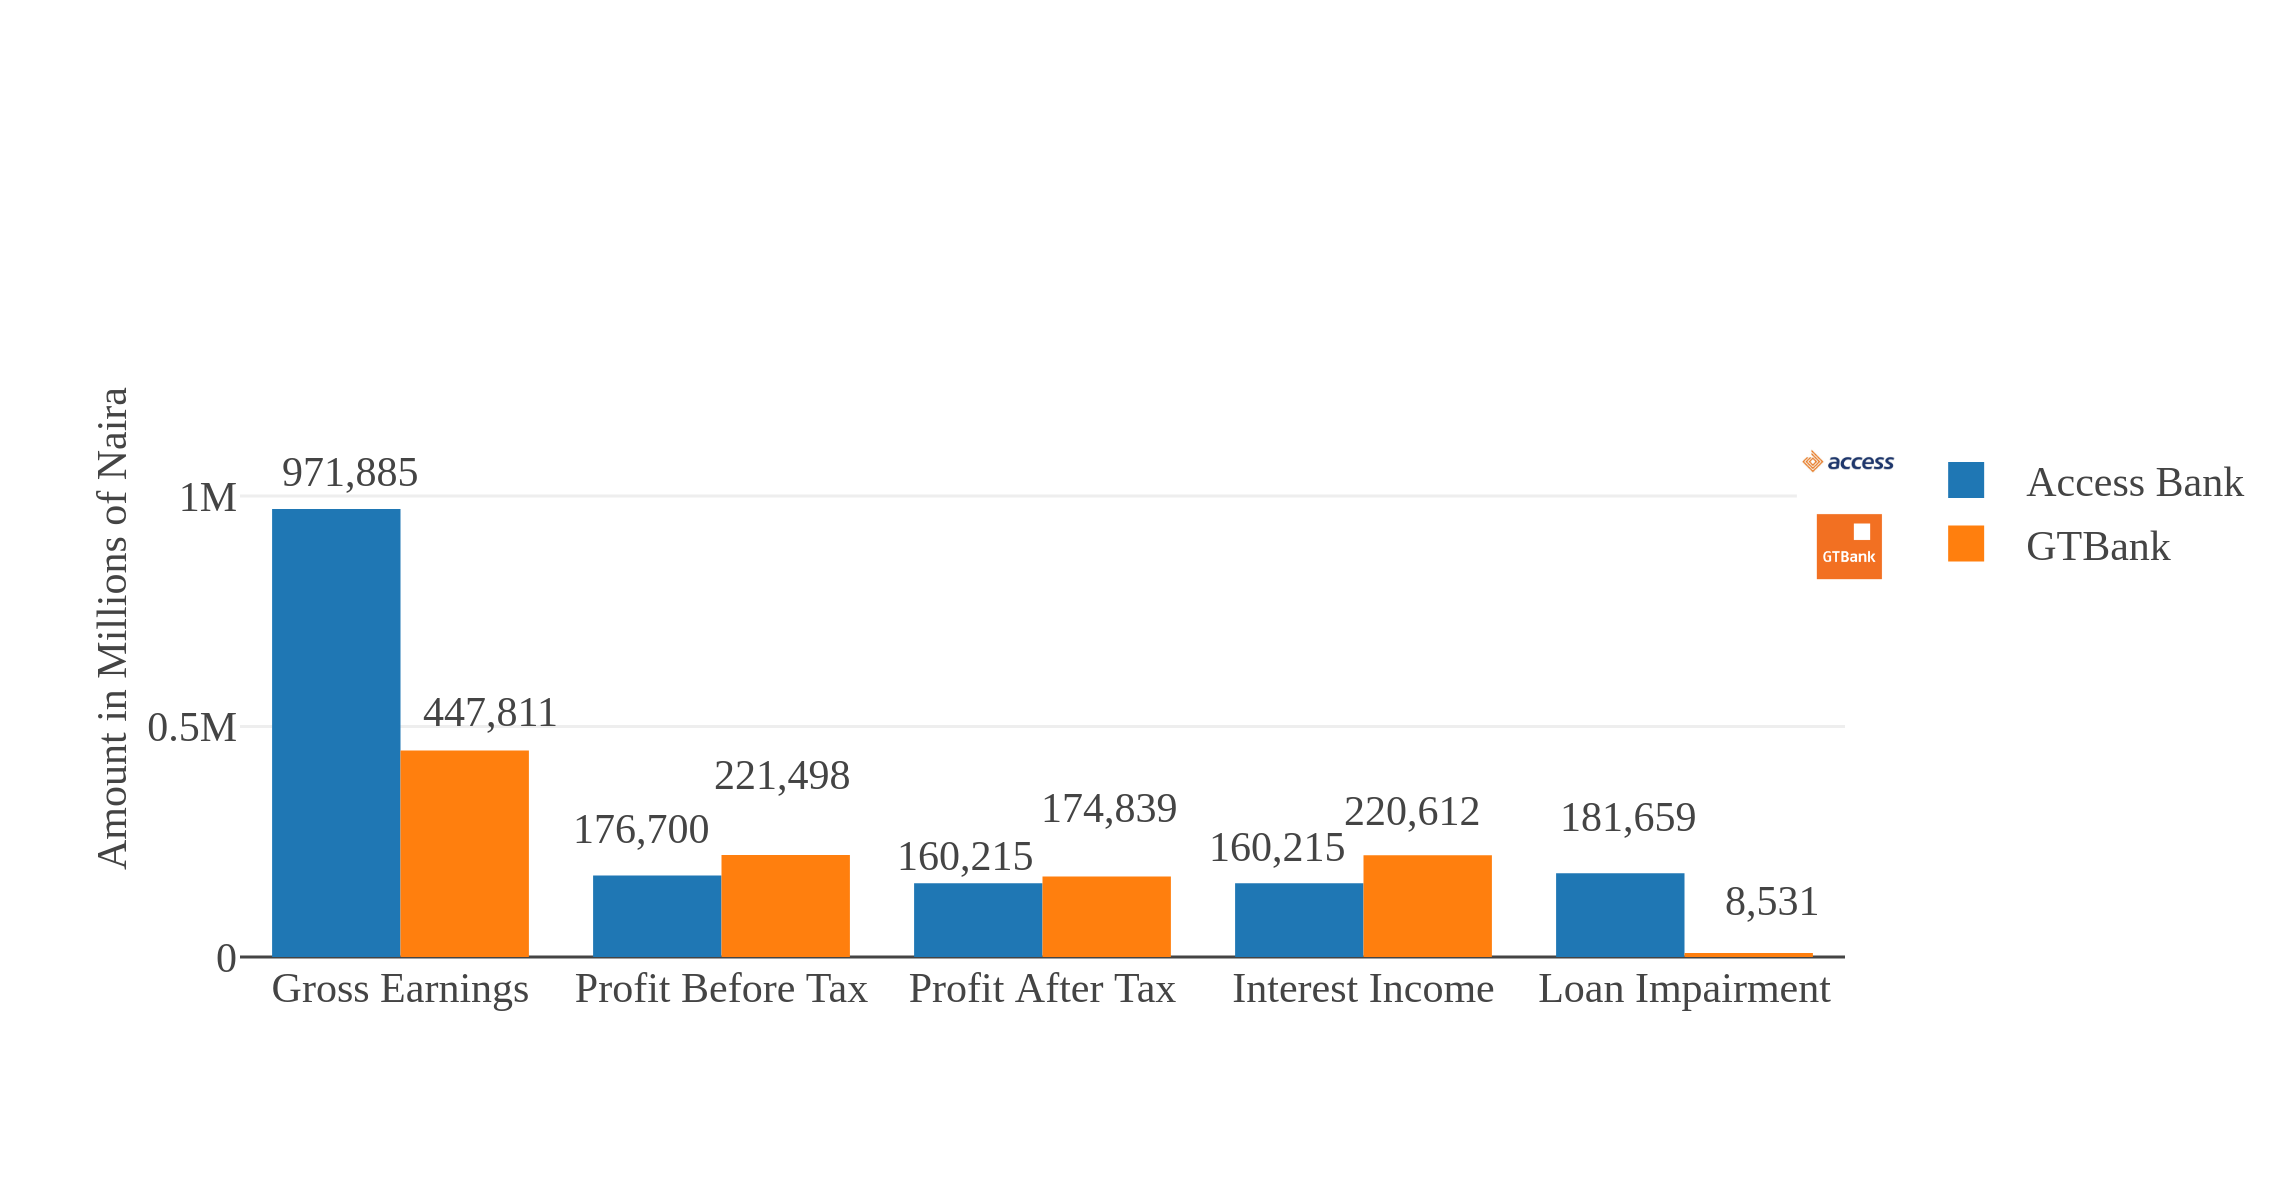 Amount in Millions of Naira
1M
0.5M
0
971,885
447,811
176,700
221,498
160,215
174,839
160,215
220,612
181,659
8,531
Gross Earnings
Profit Before Tax
Profit After Tax
Interest Income
Loan Impairment
access
GTBank
Access Bank
GTBank